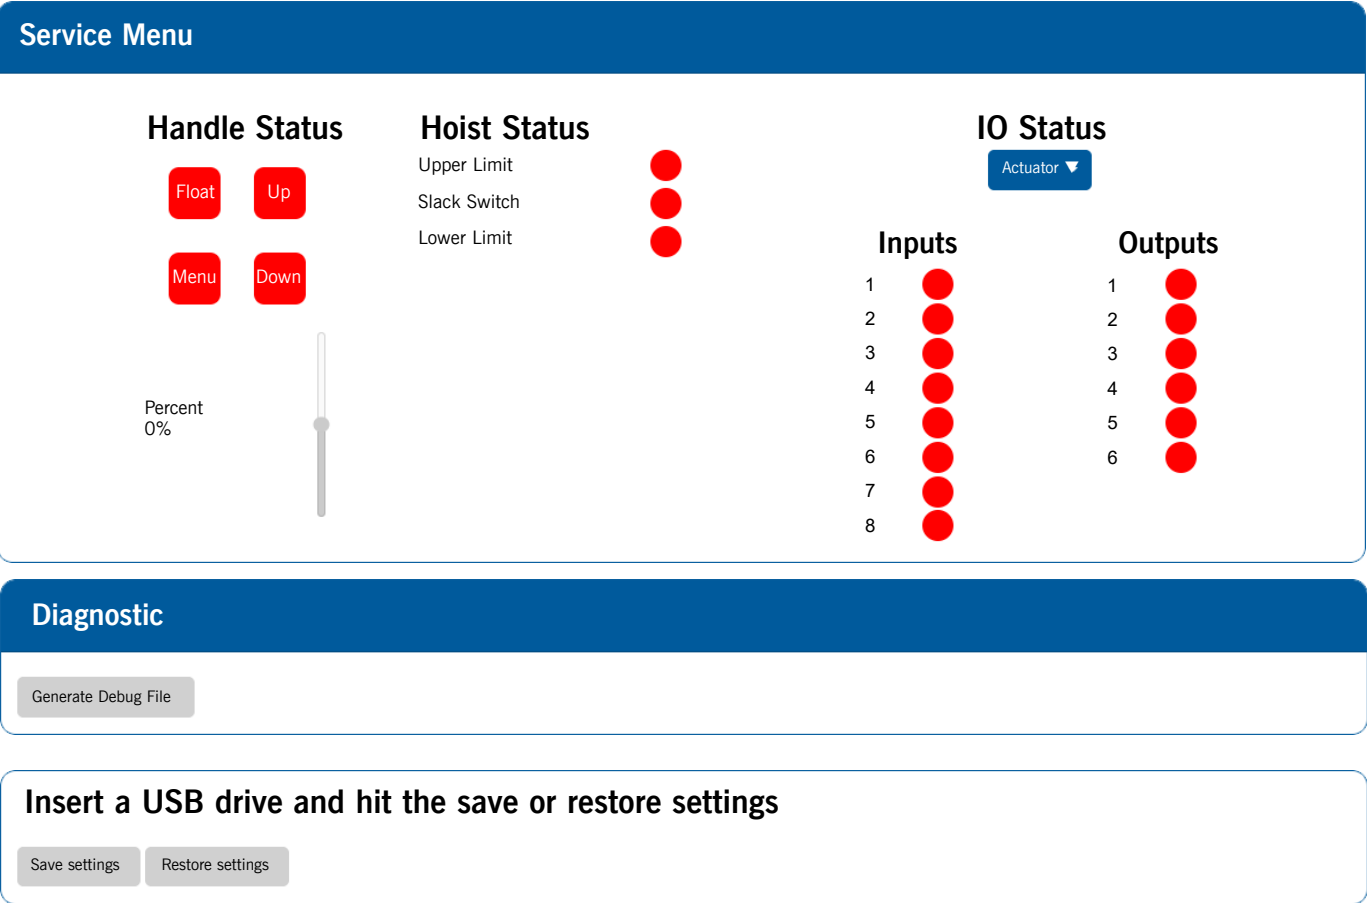 Service Menu
Handle Status
Float
Up
Menu
Down
Percent
0%
Hoist Status
Upper Limit
Slack Switch
Lower Limit
IO Status
Actuator
Inputs
1
2
3
4
5
6
7
8
Outputs
1
2
3
4
5
6
Diagnostic
Generate Debug File
Insert a USB drive and hit the save or restore settings
Save settings
Restore settings